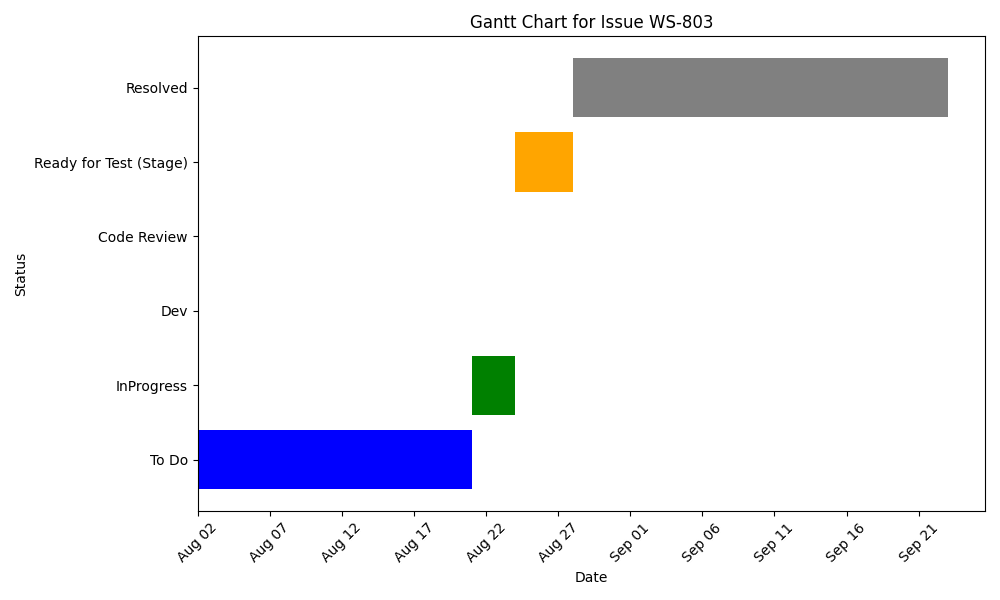 Gantt Chart for Issue WS-803
Status
Resolved
Ready for Test (Stage)
Code Review
Dev
InProgress
To Do
Aug 02
Aug 07
Aug 12
Aug 17
Aug 22
Aug 27
Sep 01
Sep 06
Sep 11
Sep 16
Sep 21
Date